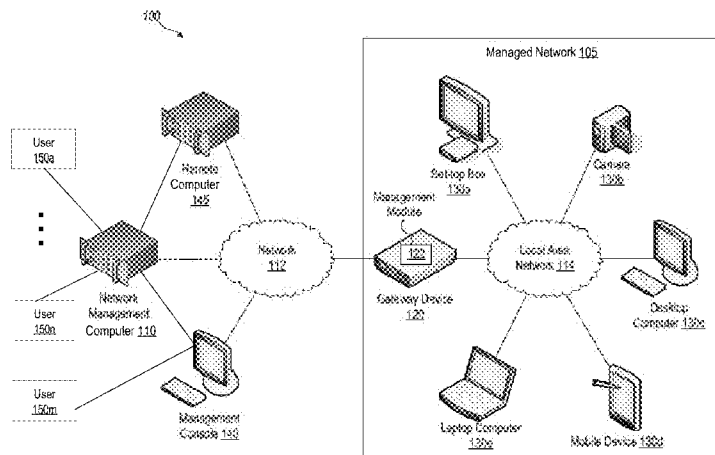 100
Managed Network 105
User
150a
Remote
Computer
145
Set-top Box
130a
Camera
130b
Management
Module
122
Network
112
Local Area
Network 114
Network
Management
Computer 110
Gateway Device
120
Desktop
Computer 130c
User
150n
User
150m
Management
Console 140
Laptop Computer
130e
Mobile Device 130d